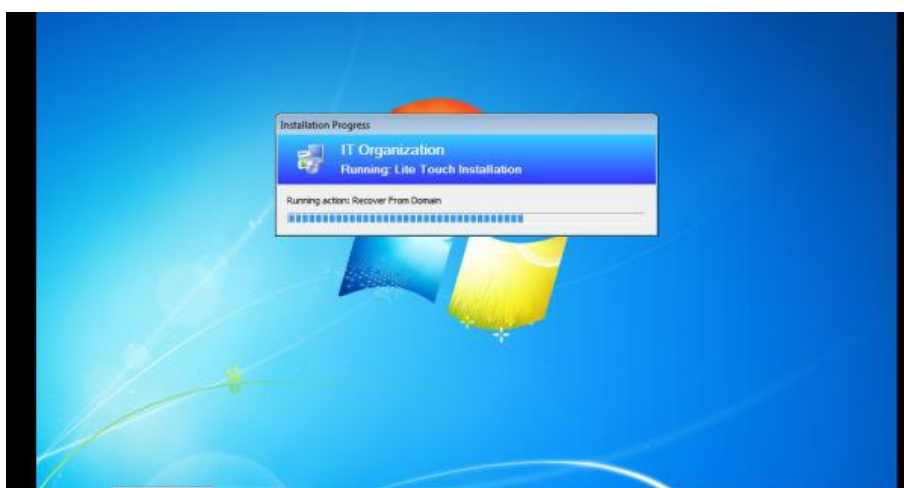 Installation Progress
IT Organization
Running: Lite Touch Installation
Running action: Recover From Domain